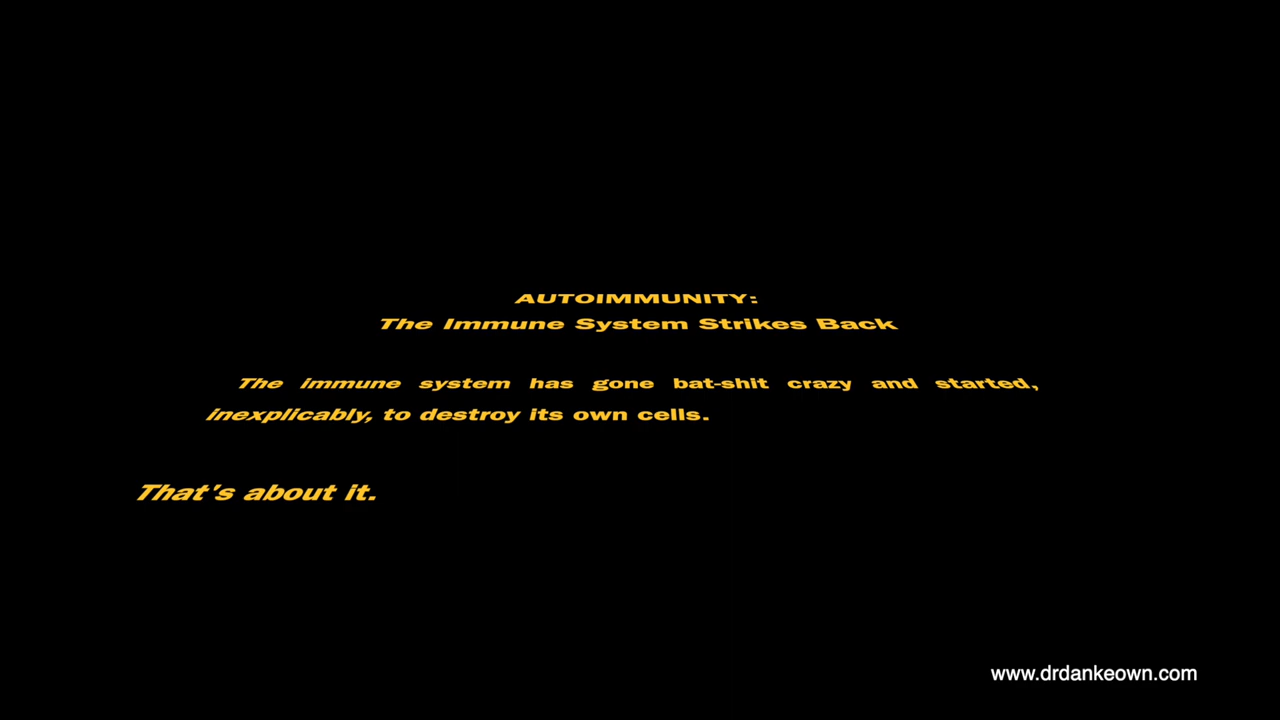 AUTOIMMUNITY:
The Immune System Strikes Back
The immune system has gone bat-shit crazy and started,
inexplicably, to destroy its own cells.
That's about it.
www.drdankeown.com